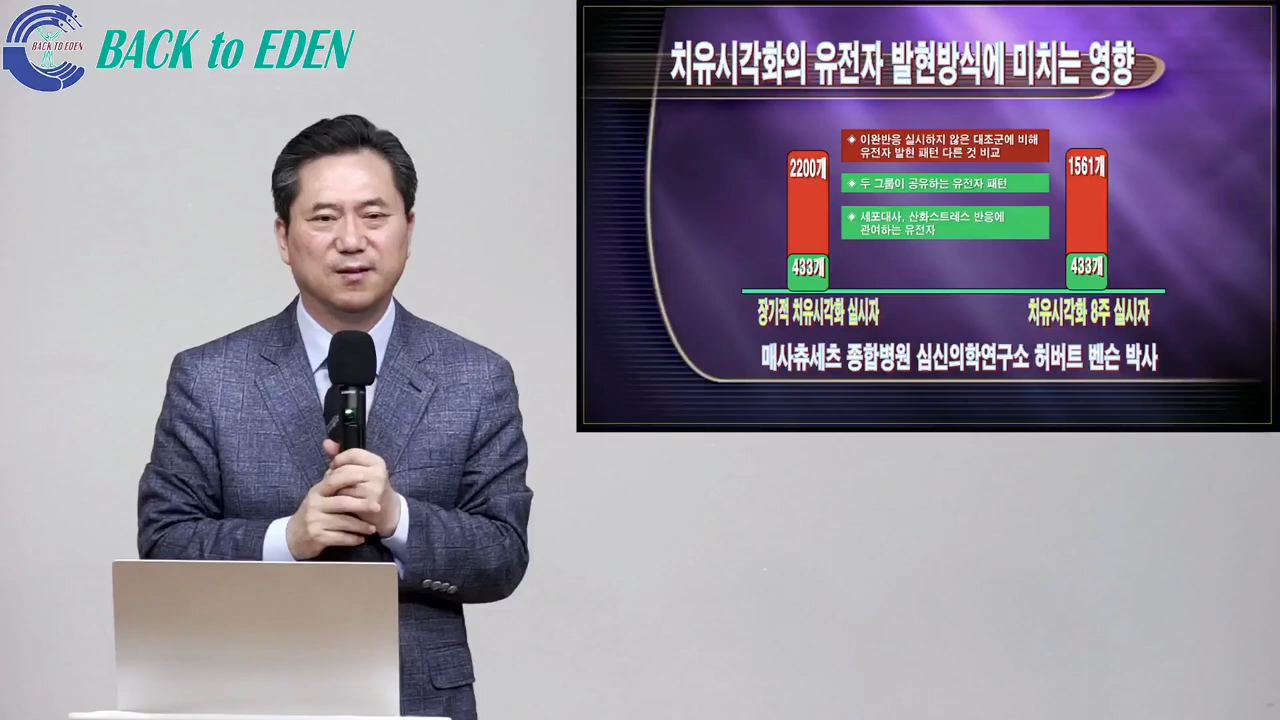 BACK TO EDEN
BACK to EDEN
치유시각화의 유전자 발현방식에 미치는 영향
◈ 이완반응 실시하지 않은 대조군에 비해
유전자 발현 패턴 다른 것 비교
2200개
1561개
◈ 두 그룹이 공유하는 유전자 패턴
◈ 세포대사, 산화스트레스 반응에
관여하는 유전자
433개
433개
장기적 치유시각화 실시자
치유시각화 8주 실시자
매사츄세츠 종합병원 심신의학연구소 허버트 벤슨 박사